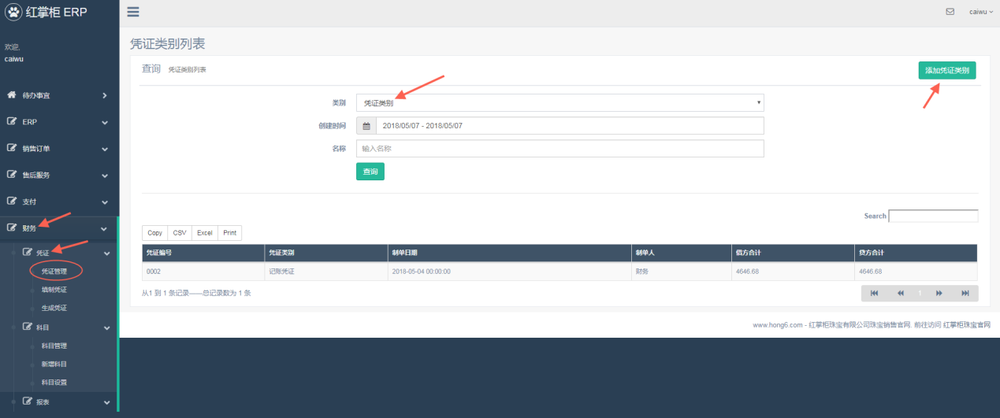 红掌柜 ERP
caiwu
欢迎,
caiwu
凭证类别列表
查询 凭证类别列表
添加凭证类别
待办事宜
ERP
销售订单
售后服务
支付
财务
凭证
凭证管理
填制凭证
生成凭证
科目
科目管理
新增科目
科目设置
报表
类别 凭证类别
创建时间 2018/05/07 - 2018/05/07
名称 输入名称
查询
Search
Copy CSV Excel Print
凭证编号 凭证类别 制单日期 制单人 借方合计 贷方合计
0002 记账凭证 2018-05-04 00:00:00 财务 4646.68 4646.68
从1 到 1 条记录——总记录数为 1 条
1
www.hong6.com - 红掌柜珠宝有限公司珠宝销售官网. 前往访问 红掌柜珠宝官网